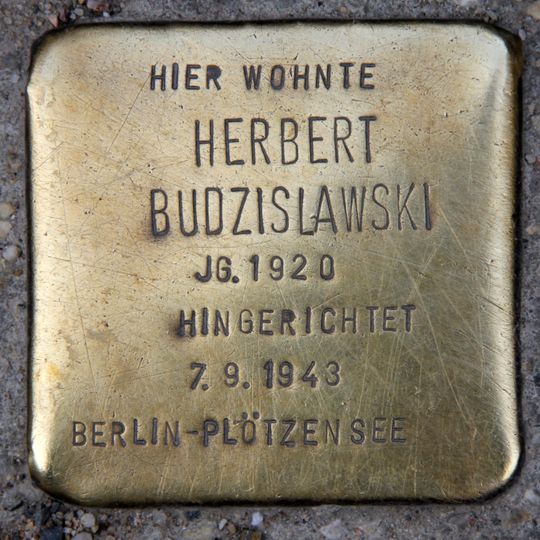 HIER WOHNTE
HERBERT
BUDZISLAWSKI
JG. 1920
HINGERICHTET
7. 9. 1943
BERLIN-PLÖTZENSEE